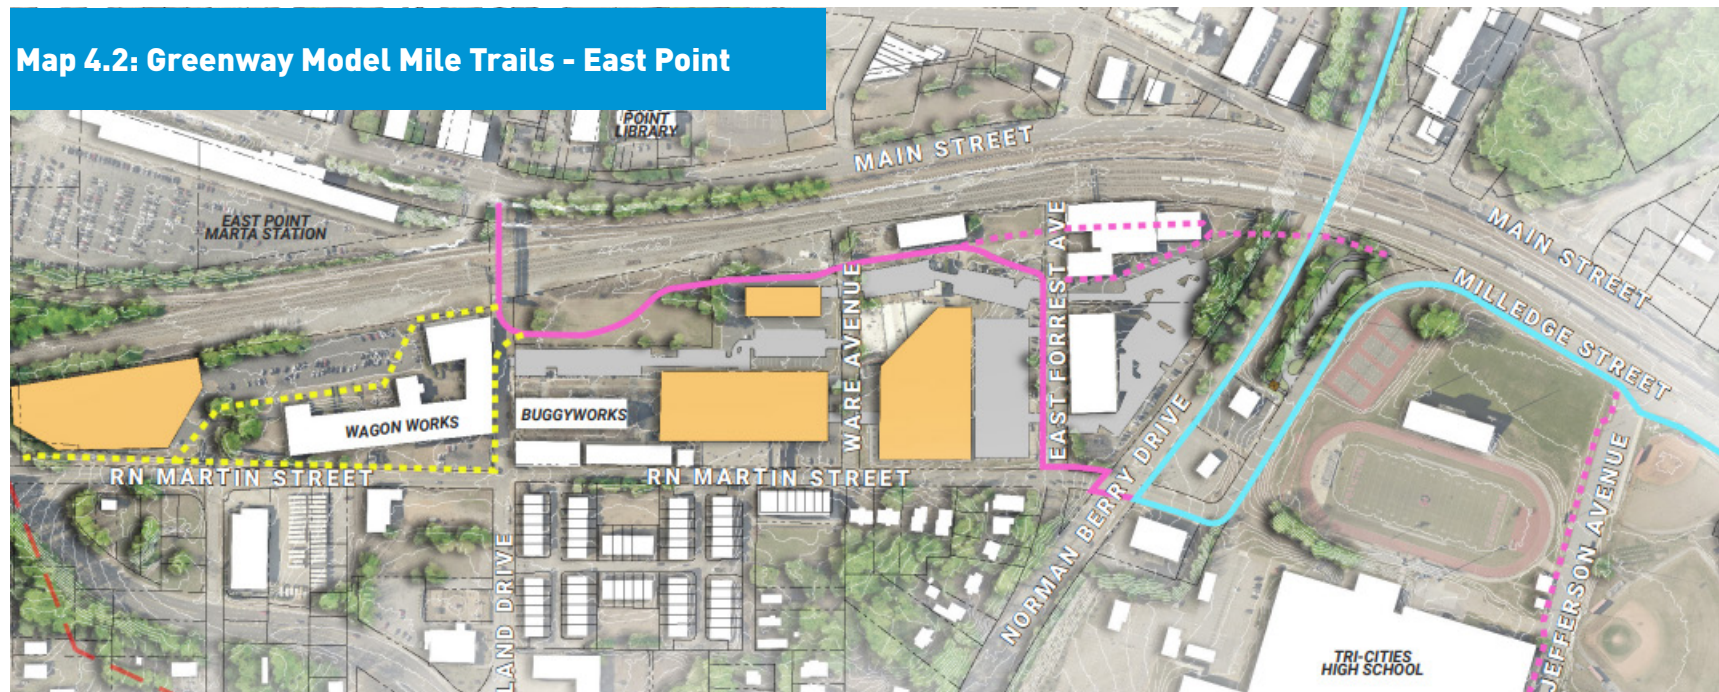 Map 4.2: Greenway Model Mile Trails - East Point
POINT
LIBRARY
MAIN STREET
EAST POINT
MARTA STATION
MAIN STREET
MILLEDGE STREET
WARE AVENUE
EAST FORREST AVE
BUGGYWORKS
WAGON WORKS
RN MARTIN STREET
RN MARTIN STREET
NORMAN BERRY DRIVE
JEFFERSON AVENUE
LAND DRIVE
TRI-CITIES
HIGH SCHOOL